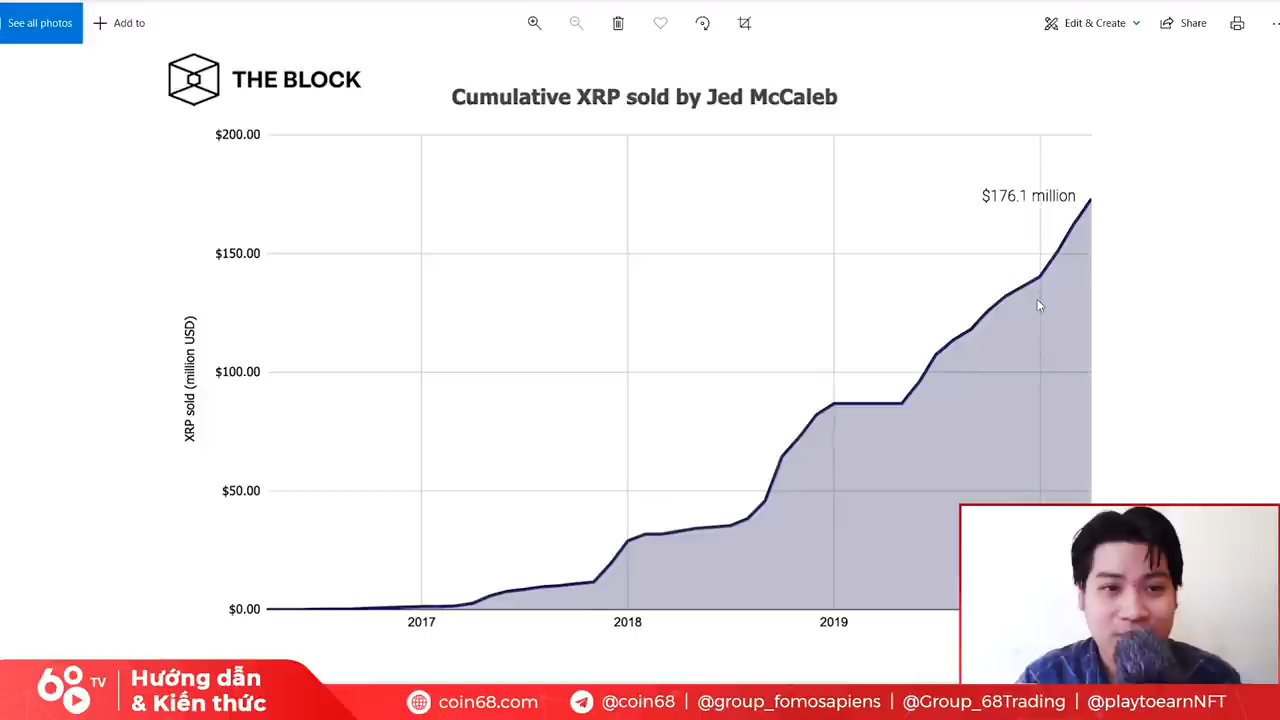 See all photos
Add to
Edit & Create
Share
THE BLOCK
Cumulative XRP sold by Jed McCaleb
$200.00
$176.1 million
$150.00
XRP sold (million USD)
$100.00
$50.00
$0.00
2017
2018
2019
68 TV
Hướng dẫn
& Kiến thức
coin68.com
@coin68 | @group_fomosapiens | @Group_68Trading | @playtoearnNFT